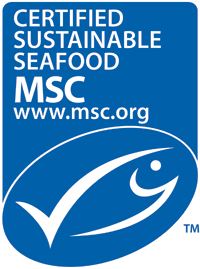 CERTIFIED
SUSTAINABLE
SEAFOOD
MSC
www.msc.org
TM